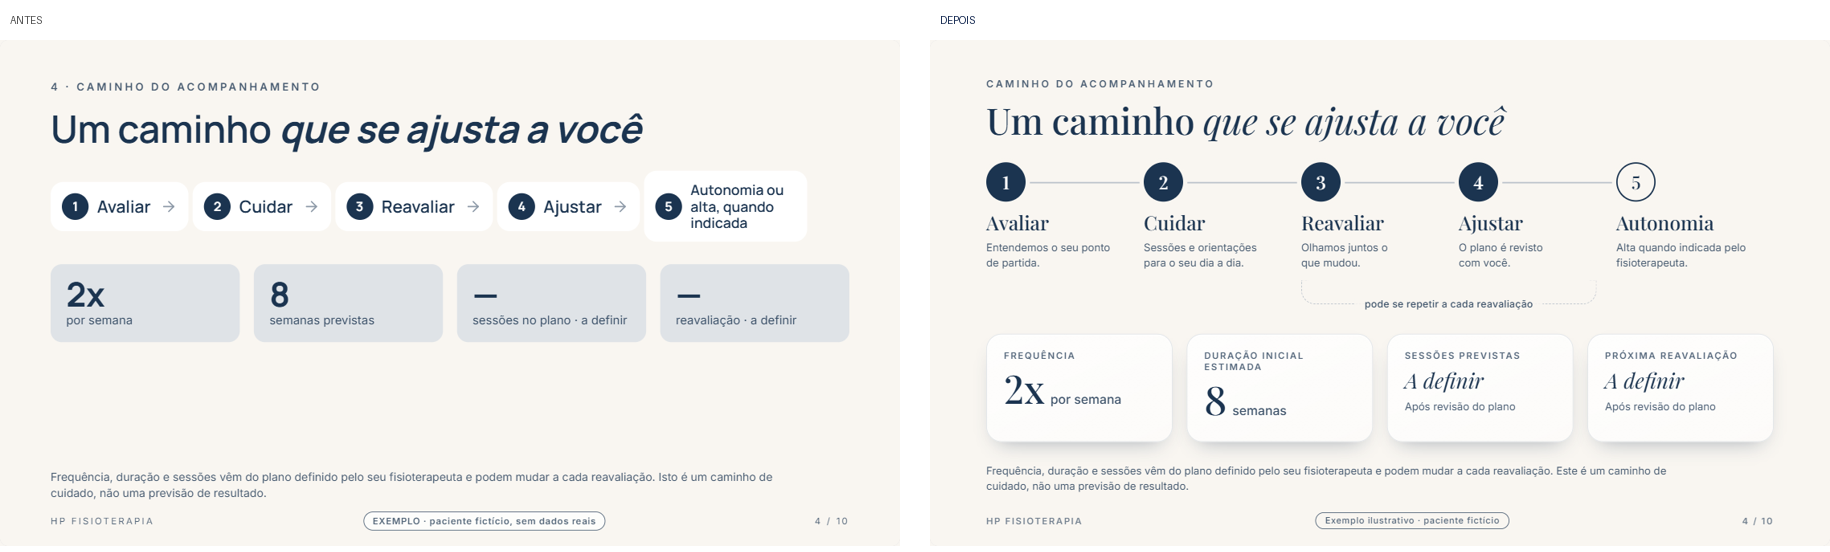 ANTES
4 · CAMINHO DO ACOMPANHAMENTO
Um caminho que se ajusta a você
1 Avaliar →
2 Cuidar →
3 Reavaliar →
4 Ajustar →
5 Autonomia ou
alta, quando
indicada
2x
por semana
8
semanas previstas
—
sessões no plano · a definir
—
reavaliação · a definir
Frequência, duração e sessões vêm do plano definido pelo seu fisioterapeuta e podem mudar a cada reavaliação. Isto é um caminho de
cuidado, não uma previsão de resultado.
HP FISIOTERAPIA
EXEMPLO · paciente fictício, sem dados reais
4 / 10
DEPOIS
CAMINHO DO ACOMPANHAMENTO
Um caminho que se ajusta a você
1
Avaliar
Entendemos o seu ponto
de partida.
2
Cuidar
Sessões e orientações
para o seu dia a dia.
3
Reavaliar
Olhamos juntos o
que mudou.
4
Ajustar
O plano é revisto
com você.
5
Autonomia
Alta quando indicada pelo
fisioterapeuta.
pode se repetir a cada reavaliação
FREQUÊNCIA
2x por semana
DURAÇÃO INICIAL
ESTIMADA
8 semanas
SESSÕES PREVISTAS
A definir
Após revisão do plano
PRÓXIMA REAVALIAÇÃO
A definir
Após revisão do plano
Frequência, duração e sessões vêm do plano definido pelo seu fisioterapeuta e podem mudar a cada reavaliação. Este é um caminho de
cuidado, não uma previsão de resultado.
HP FISIOTERAPIA
Exemplo ilustrativo · paciente fictício
4 / 10